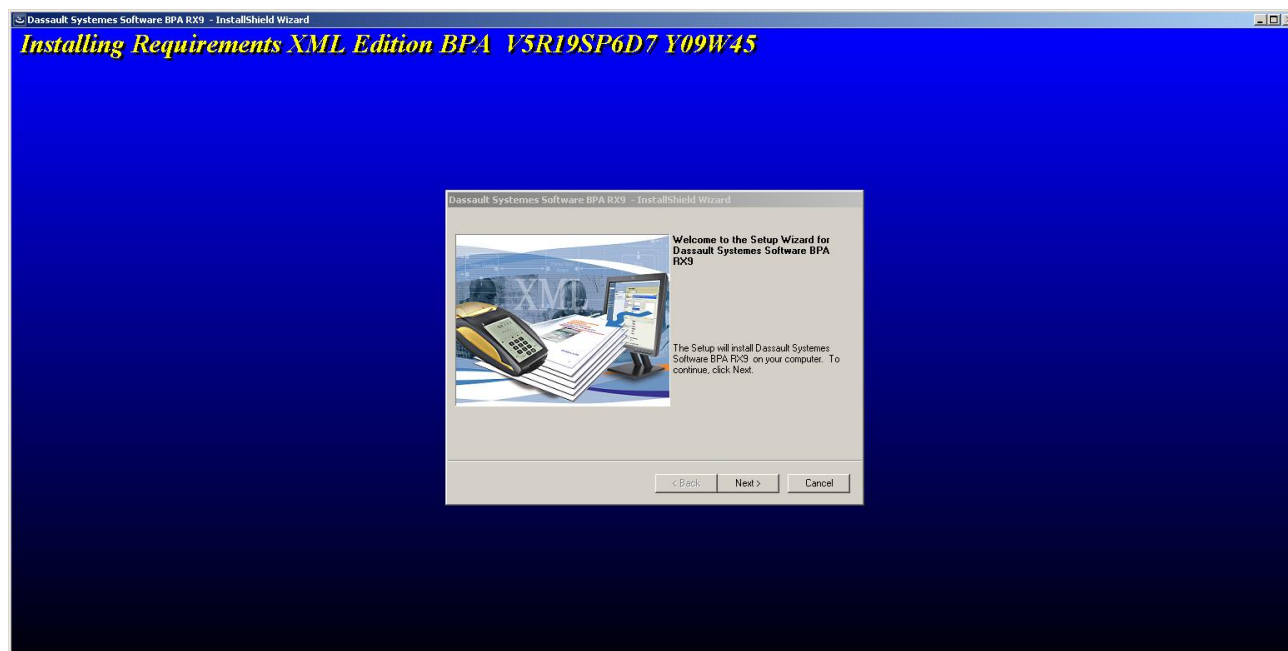 Dassault Systemes Software BPA RX9 - InstallShield Wizard
Installing Requirements XML Edition BPA V5R19SP6D7 Y09W45
Dassault Systemes Software BPA RX9 - InstallShield Wizard
Welcome to the Setup Wizard for
Dassault Systemes Software BPA
RX9
XML
The Setup will install Dassault Systemes
Software BPA RX9 on your computer. To
continue, click Next.
< Back
Next >
Cancel